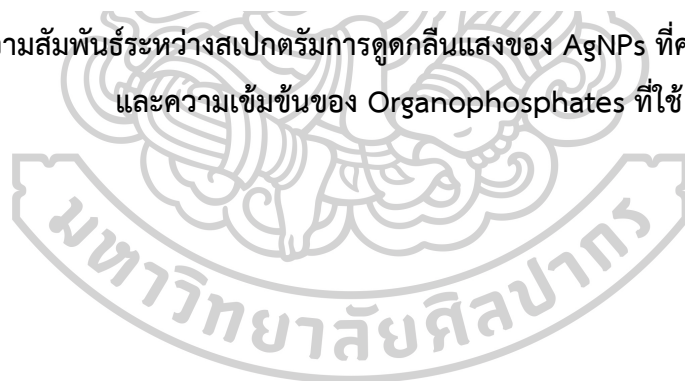 ความสัมพันธ์ระหว่างสเปกตรัมการดูดกลืนแสงของ AgNPs ที่
และความเข้มข้นของ Organophosphates ที่ใช้
มหาวิทยาลัยศิลปากร